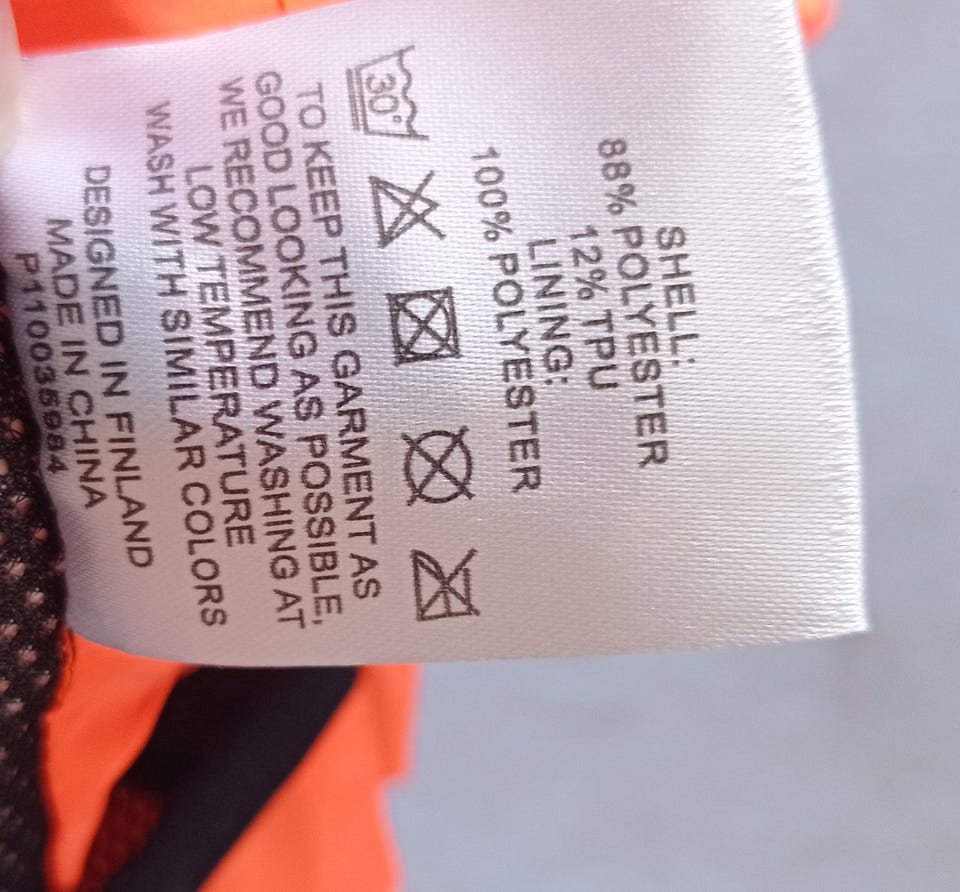 SHELL:
88% POLYESTER
12% TPU
LINING:
100% POLYESTER
30°
TO KEEP THIS GARMENT AS
GOOD LOOKING AS POSSIBLE,
WE RECOMMEND WASHING AT
LOW TEMPERATURE
WASH WITH SIMILAR COLORS
DESIGNED IN FINLAND
MADE IN CHINA
P110035984